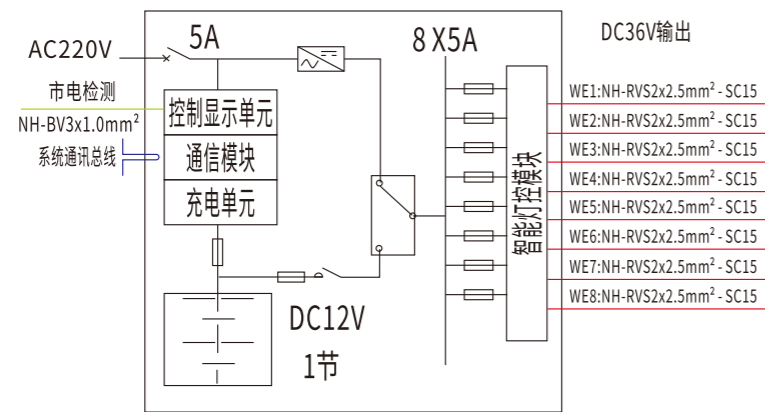 DC36V输出
5A
8 X5A
AC220V
市电检测
NH-BV3x1.0mm²
系统通讯总线
控制显示单元
通信模块
充电单元
智能灯控模块
WE1:NH-RVS2x2.5mm² - SC15
WE2:NH-RVS2x2.5mm² - SC15
WE3:NH-RVS2x2.5mm² - SC15
WE4:NH-RVS2x2.5mm² - SC15
WE5:NH-RVS2x2.5mm² - SC15
WE6:NH-RVS2x2.5mm² - SC15
WE7:NH-RVS2x2.5mm² - SC15
WE8:NH-RVS2x2.5mm² - SC15
DC12V
1节